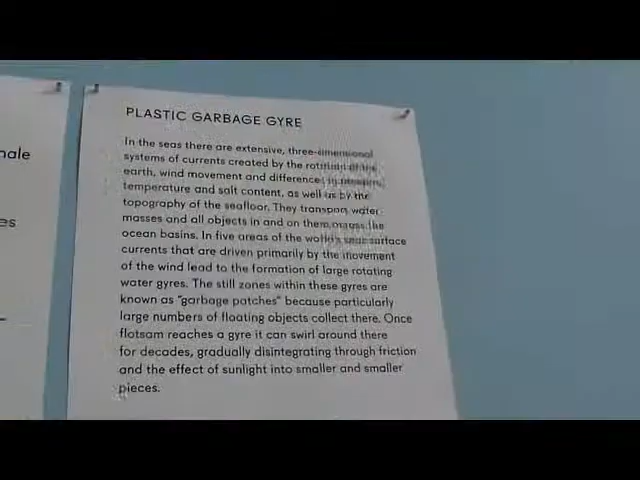 PLASTIC GARBAGE GYRE
In the seas there are extensive, three-dimensional
systems of currents created by the rotation of the
earth, wind movement and differences in
temperature and salt content, as well as by the
topography of the seafloor. They transport water
masses and all objects in and on them across the
ocean basins. In five areas of the world's seas surface
currents that are driven primarily by the movement
of the wind lead to the formation of large rotating
water gyres. The still zones within these gyres are
known as "garbage patches" because particularly
large numbers of floating objects collect there. Once
flotsam reaches a gyre it can swirl around there
for decades, gradually disintegrating through friction
and the effect of sunlight into smaller and smaller
pieces.